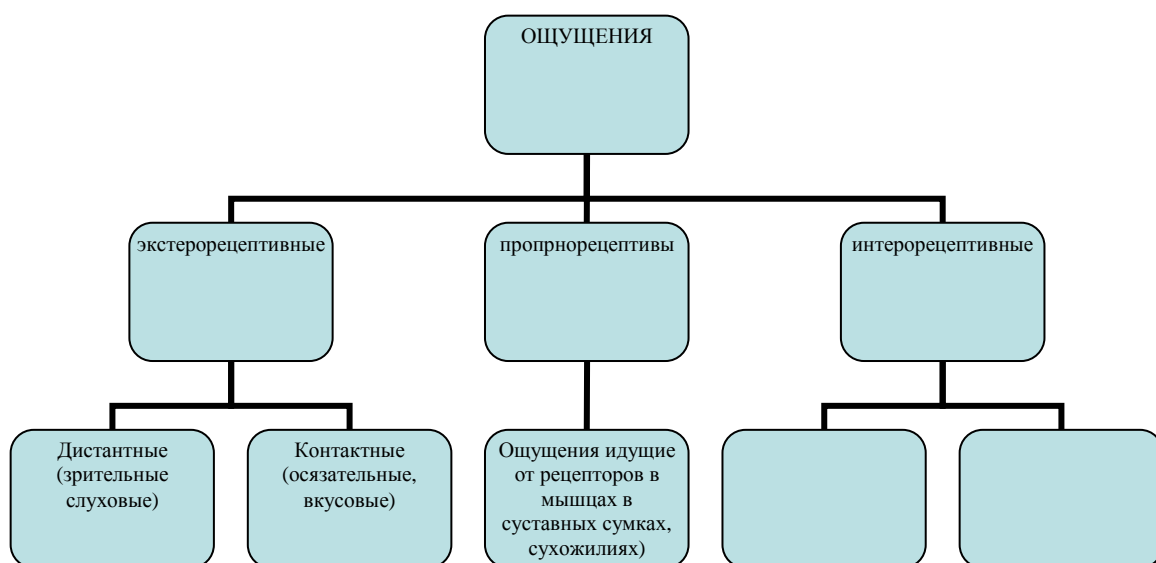 ОЩУЩЕНИЯ
экстерорецептивные
пропрнорецептивы
интерорецептивные
Дистантные
(зрительные
слуховые)
Контактные
(осязательные,
вкусовые)
Ощущения идущие
от рецепторов в
мышцах в
суставных сумках,
сухожилиях)